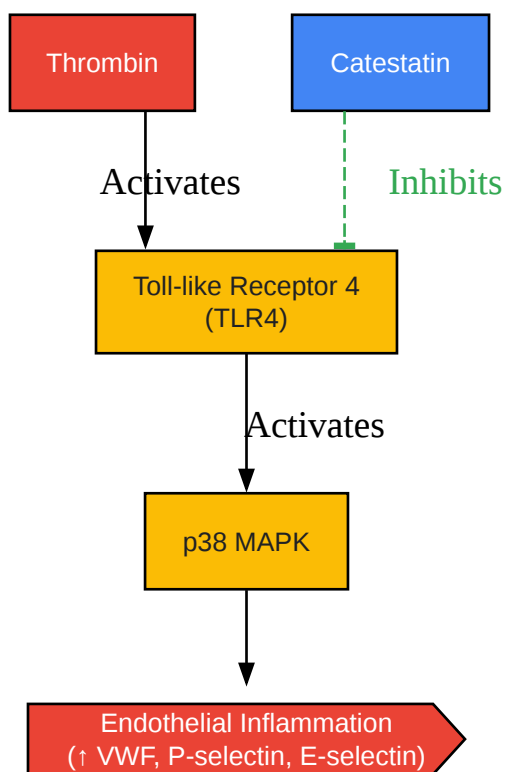 Thrombin
Catestatin
Activates
Inhibits
Toll-like Receptor 4
(TLR4)
Activates
p38 MAPK
Endothelial Inflammation
(↑ VWF, P-selectin, E-selectin)